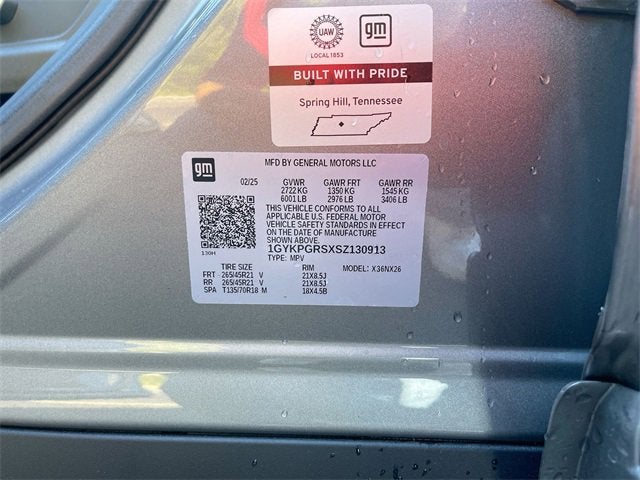 UAW gm
LOCAL 1853
BUILT WITH PRIDE
Spring Hill, Tennessee
gm MFD BY GENERAL MOTORS LLC
02/25 GVWR GAWR FRT GAWR RR
2722 KG 1350 KG 1545 KG
6001 LB 2976 LB 3406 LB
THIS VEHICLE CONFORMS TO ALL
APPLICABLE U.S. FEDERAL MOTOR
VEHICLE SAFETY STANDARDS IN EFFECT
ON THE DATE OF MANUFACTURE
SHOWN ABOVE.
130H 1GYKPGRSXSZ130913
TYPE: MPV
TIRE SIZE RIM MODEL: X36NX26
FRT 265/45R21 V 21X8.5J
RR 265/45R21 V 21X8.5J
SPA T135/70R18 M 18X4.5B